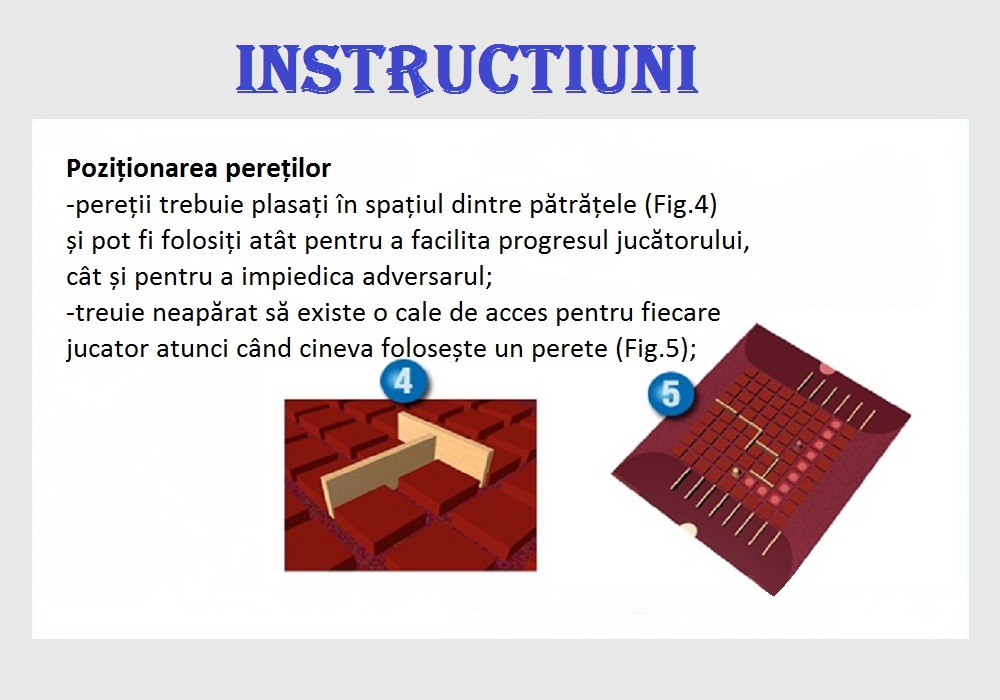 INSTRUCTIUNI
Poziționarea pereților
-pereții trebuie plasați în spațiul dintre pătrățele (Fig.4)
și pot fi folosiți atât pentru a facilita progresul jucătorului,
cât și pentru a impiedica adversarul;
-treuie neapărat să existe o cale de acces pentru fiecare
jucator atunci când cineva folosește un perete (Fig.5);
4
5